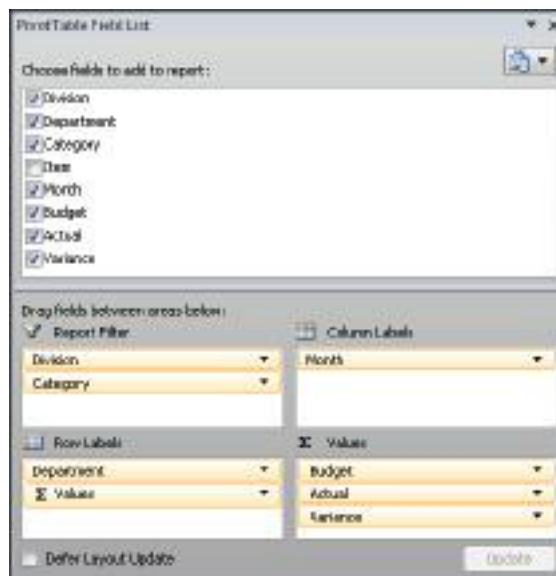 PivotTable Field List
Choose fields to add to report:
Division
Department
Category
Item
Month
Budget
Actual
Variance
Drag fields between areas below:
Report Filter
Column Labels
Division
Month
Category
Row Labels
Σ Values
Department
Budget
Σ Values
Actual
Variance
Defer Layout Update
Update